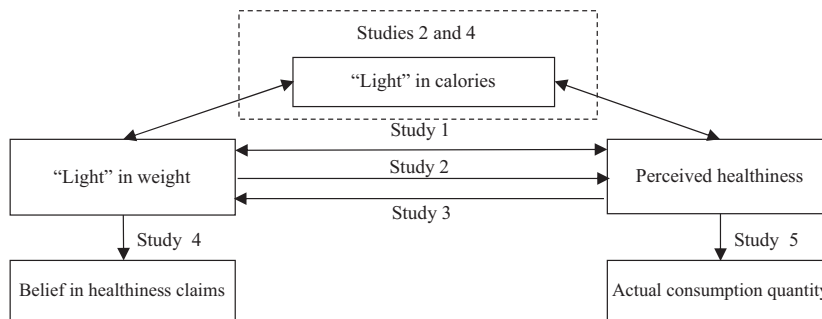 Studies 2 and 4
“Light” in calories
Study 1
“Light” in weight
Study 2
Perceived healthiness
Study 3
Study 4
Study 5
Belief in healthiness claims
Actual consumption quantity